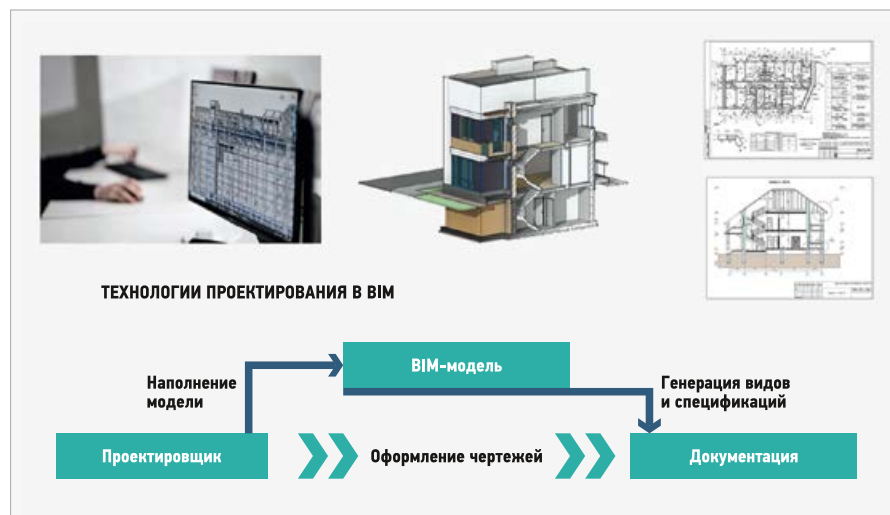 ТЕХНОЛОГИИ ПРОЕКТИРОВАНИЯ В BIM
BIM-модель
Наполнение
модели
Генерация видов
и спецификаций
Проектировщик
Оформление чертежей
Документация